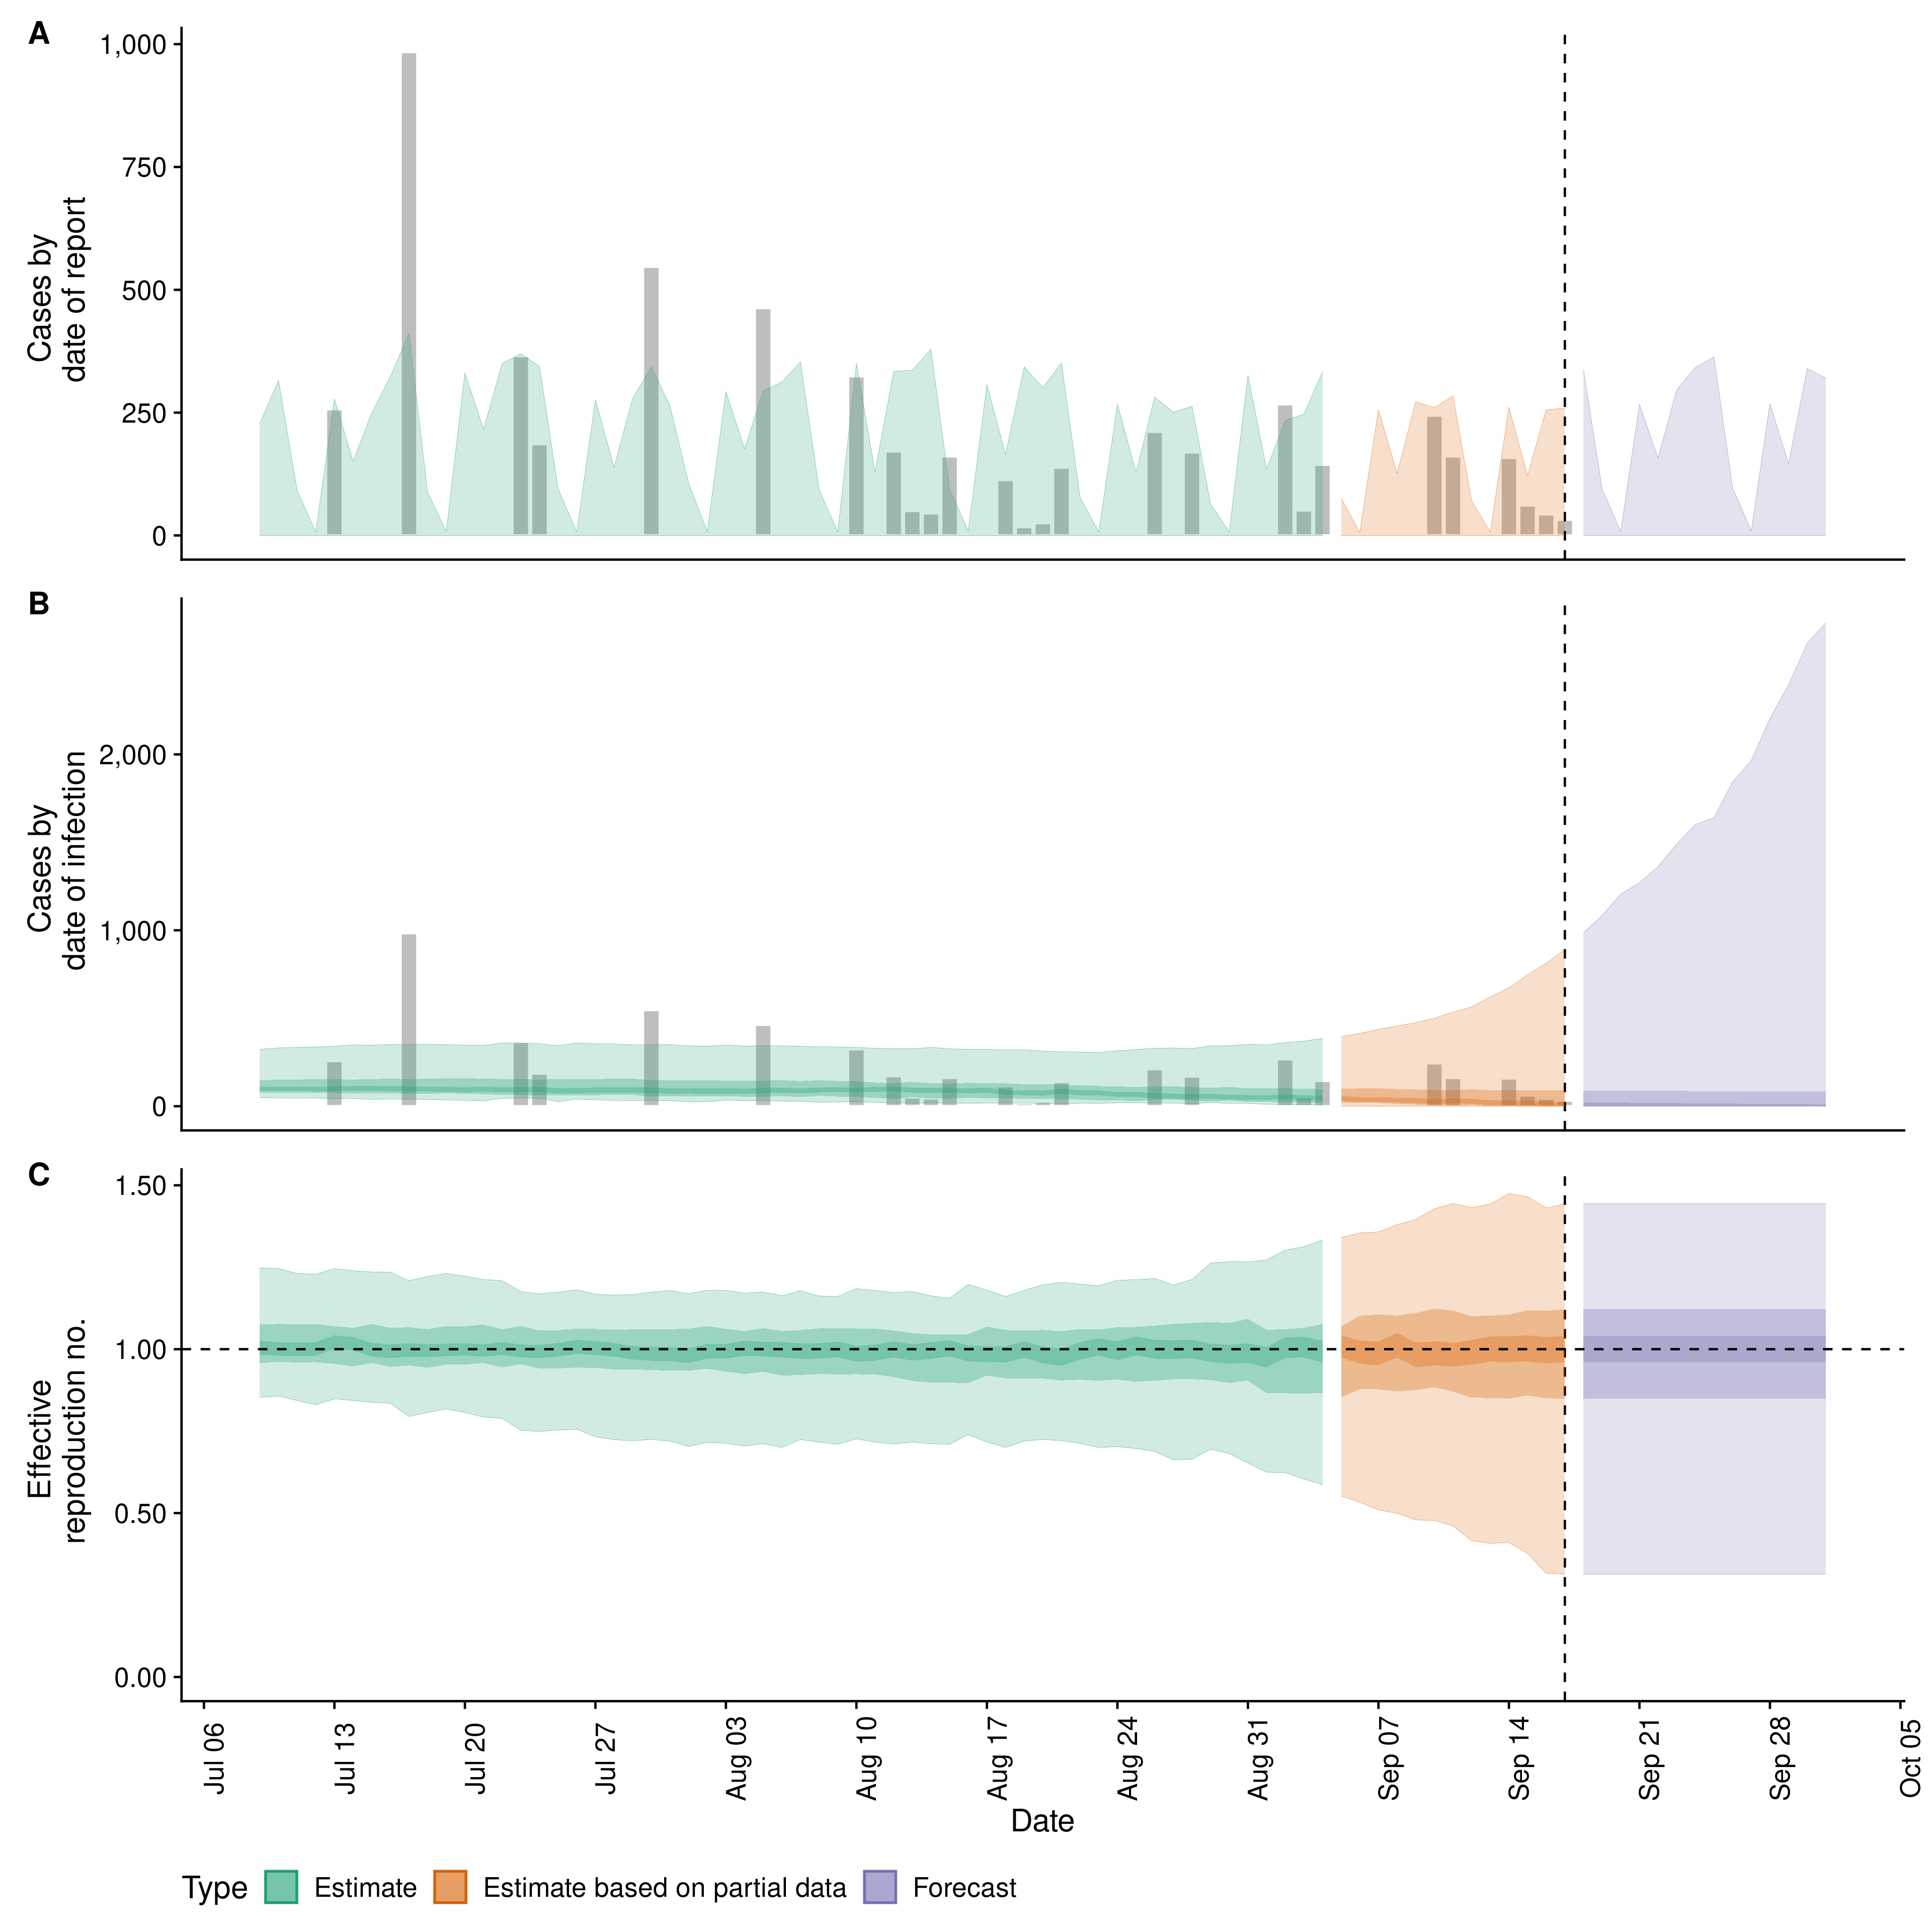 A
1,000
750
500
250
0
Cases by
date of report
B
2,000
1,000
0
Cases by
date of infection
C
1.50
1.00
0.50
0.00
Effective
reproduction no.
Jul 06
Jul 13
Jul 20
Jul 27
Aug 03
Aug 10
Aug 17
Aug 24
Aug 31
Sep 07
Sep 14
Sep 21
Sep 28
Oct 05
Date
Type
Estimate
Estimate based on partial data
Forecast